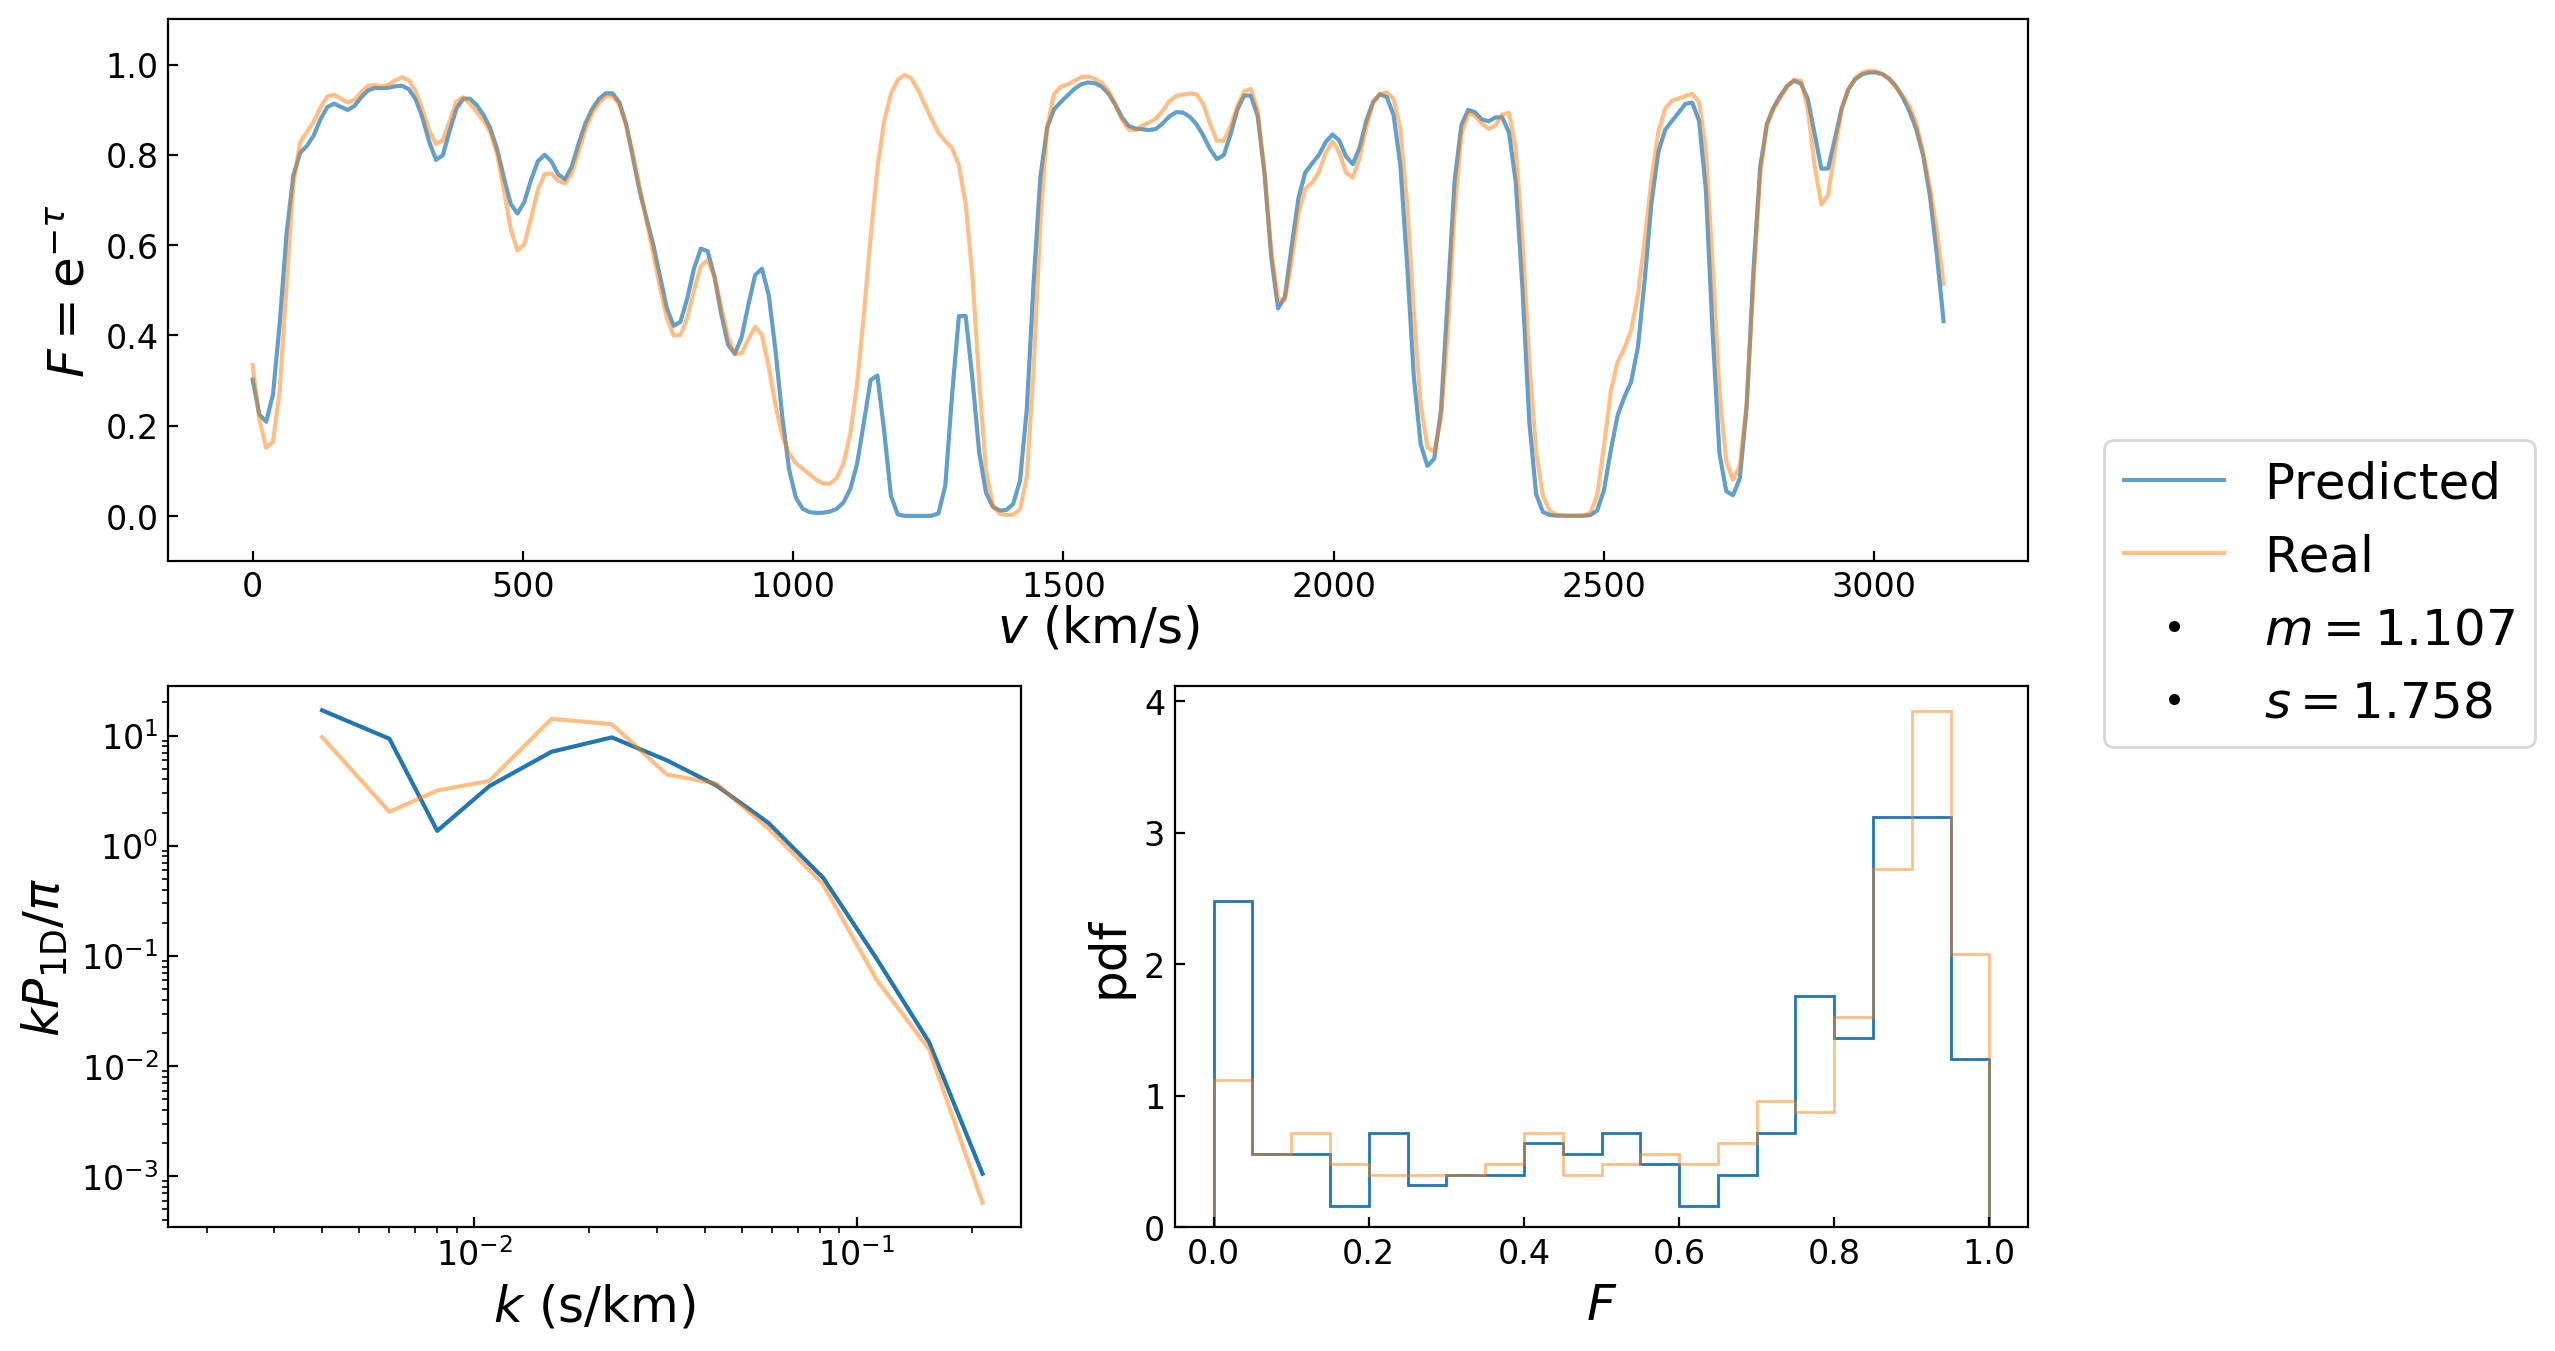 F = e^{−τ}
1.0
0.8
0.6
0.4
0.2
0.0
0 500 1000 1500 2000 2500 3000
v (km/s)
Predicted
Real
m = 1.107
s = 1.758
kP_{1D}/π
10^1
10^0
10^{−1}
10^{−2}
10^{−3}
10^{−2} 10^{−1}
k (s/km)
pdf
4
3
2
1
0
0.0 0.2 0.4 0.6 0.8 1.0
F